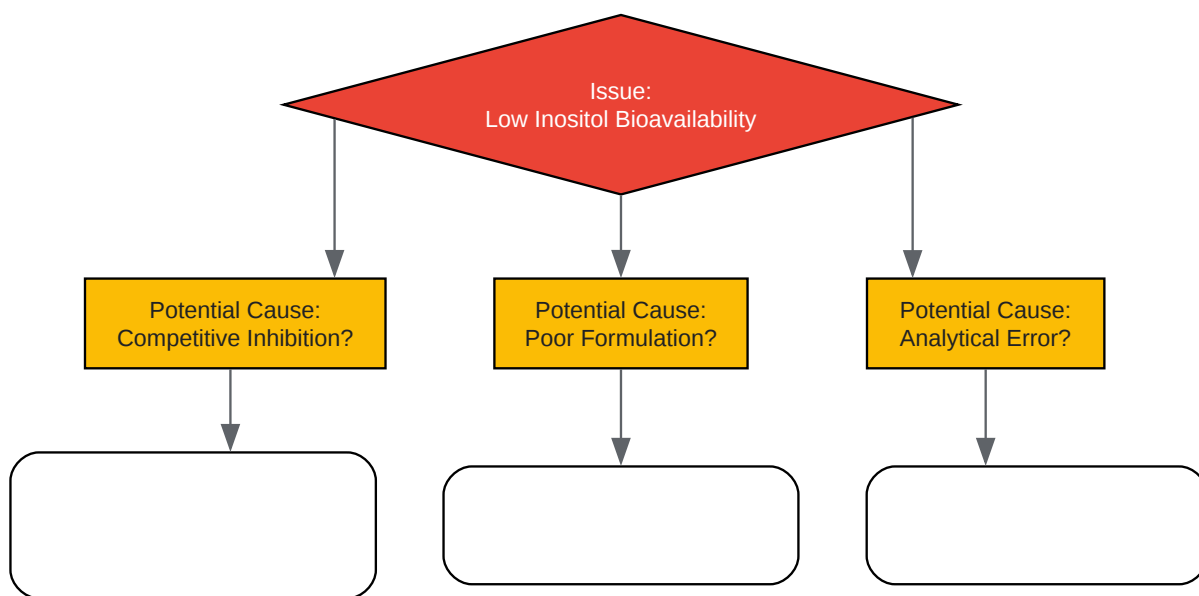 Issue:
Low Inositol Bioavailability
Potential Cause:
Competitive Inhibition?
Potential Cause:
Poor Formulation?
Potential Cause:
Analytical Error?